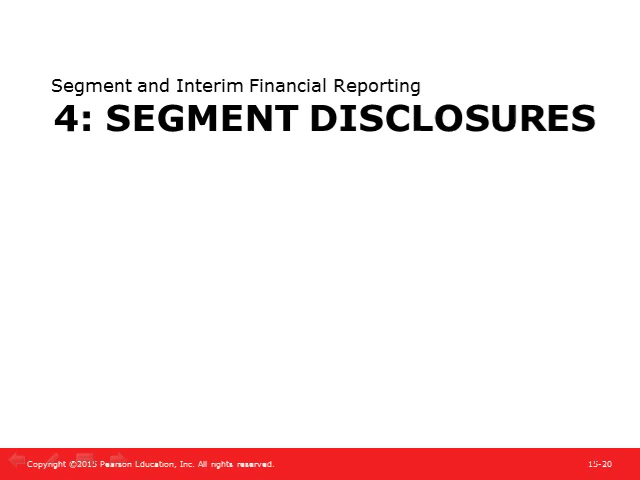 Segment and Interim Financial Reporting
4: SEGMENT DISCLOSURES
Copyright ©2015 Pearson Education, Inc. All rights reserved.
15-20